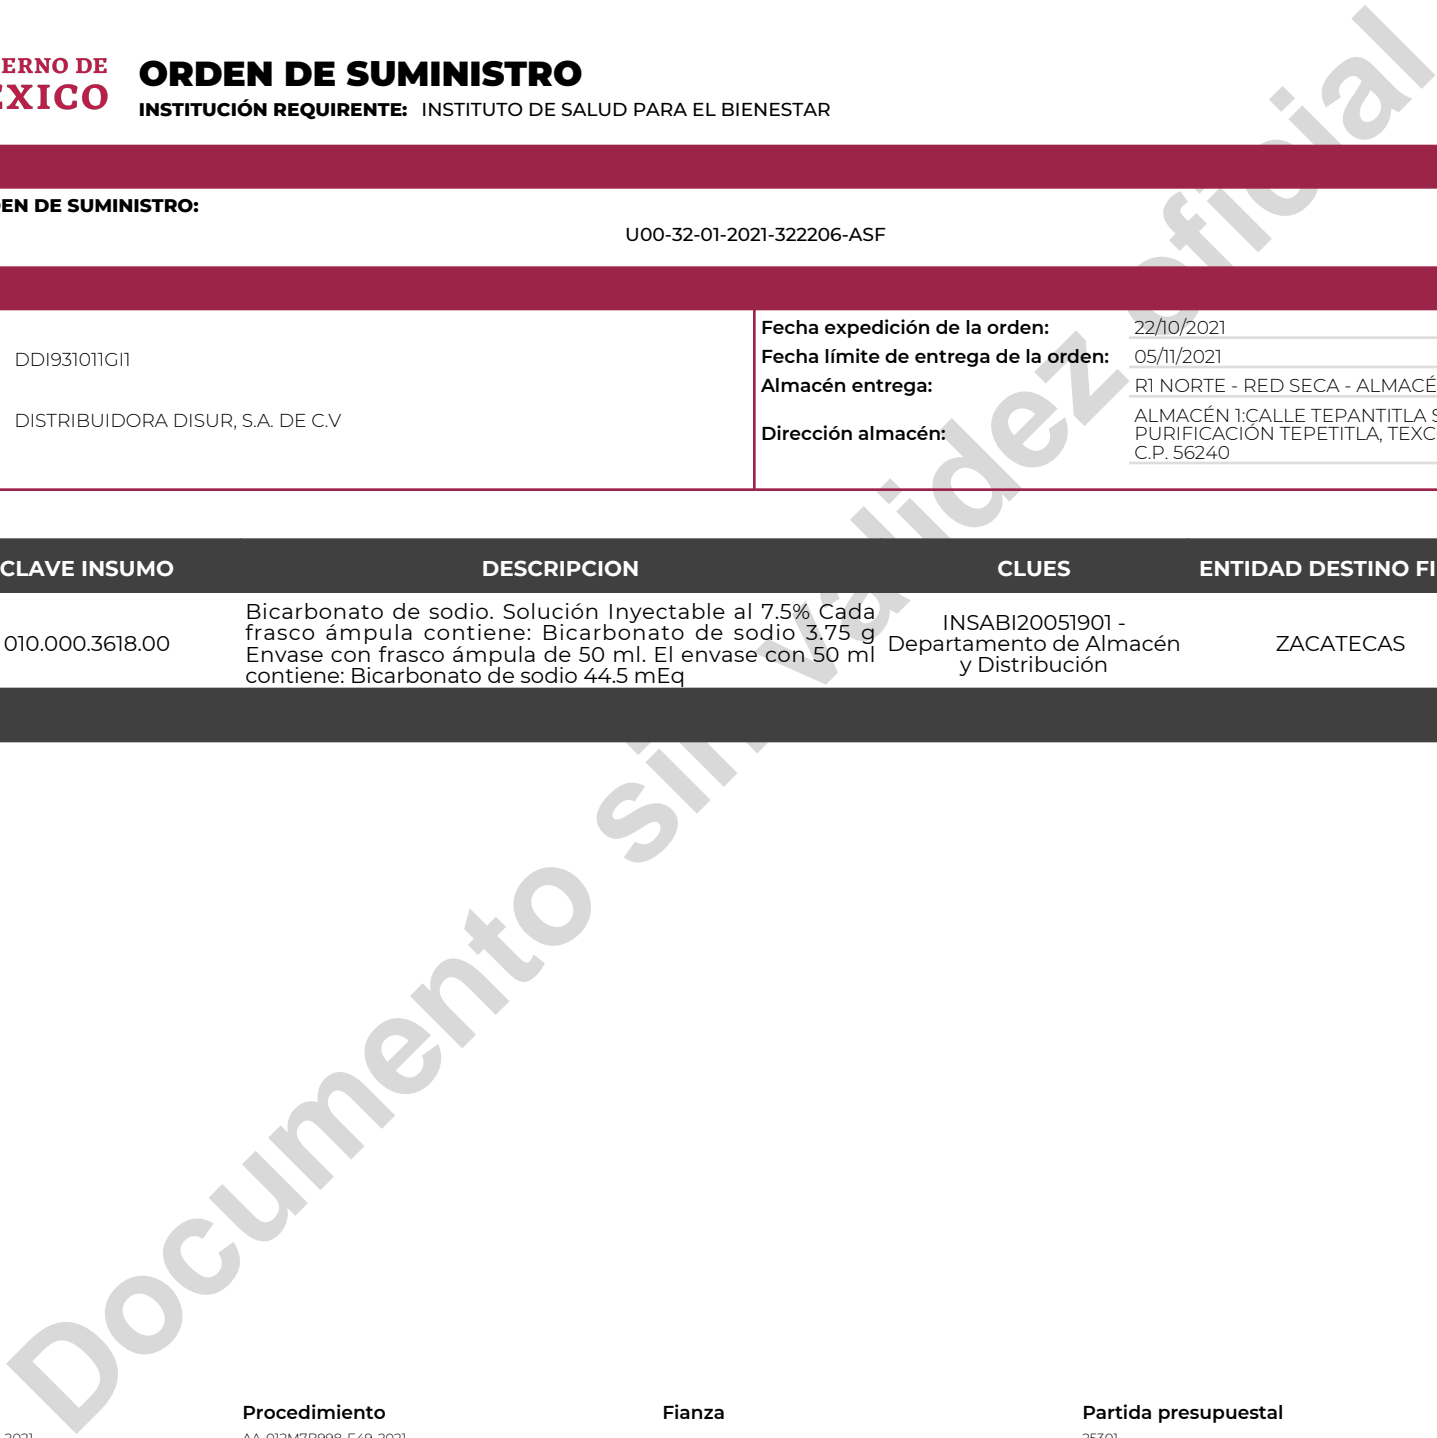 ERNO DE
ORDEN DE SUMINISTRO
INSTITUCIÓN REQUIRENTE: INSTITUTO DE SALUD PARA EL BIENESTAR
EN DE SUMINISTRO:
U00-32-01-2021-322206-ASF
DDI931011GI1
DISTRIBUIDORA DISUR, S.A. DE C.V
Fecha expedición de la orden: 22/10/2021
Fecha límite de entrega de la orden: 05/11/2021
Almacén entrega: R1 NORTE - RED SECA - ALMACÉ
Dirección almacén: ALMACÉN 1:CALLE TEPANTITLA S
PURIFICACIÓN TEPETITLA, TEXC
C.P. 56240
CLAVE INSUMO DESCRIPCION CLUES ENTIDAD DESTINO FI
010.000.3618.00
Bicarbonato de sodio. Solución Inyectable al 7.5% Cada
frasco ámpula contiene: Bicarbonato de sodio 3.75 g
Envase con frasco ámpula de 50 ml. El envase con 50 ml
contiene: Bicarbonato de sodio 44.5 mEq
INSABI20051901 -
Departamento de Almacén
y Distribución
ZACATECAS
Procedimiento Fianza Partida presupuestal
Documento sin validez oficial